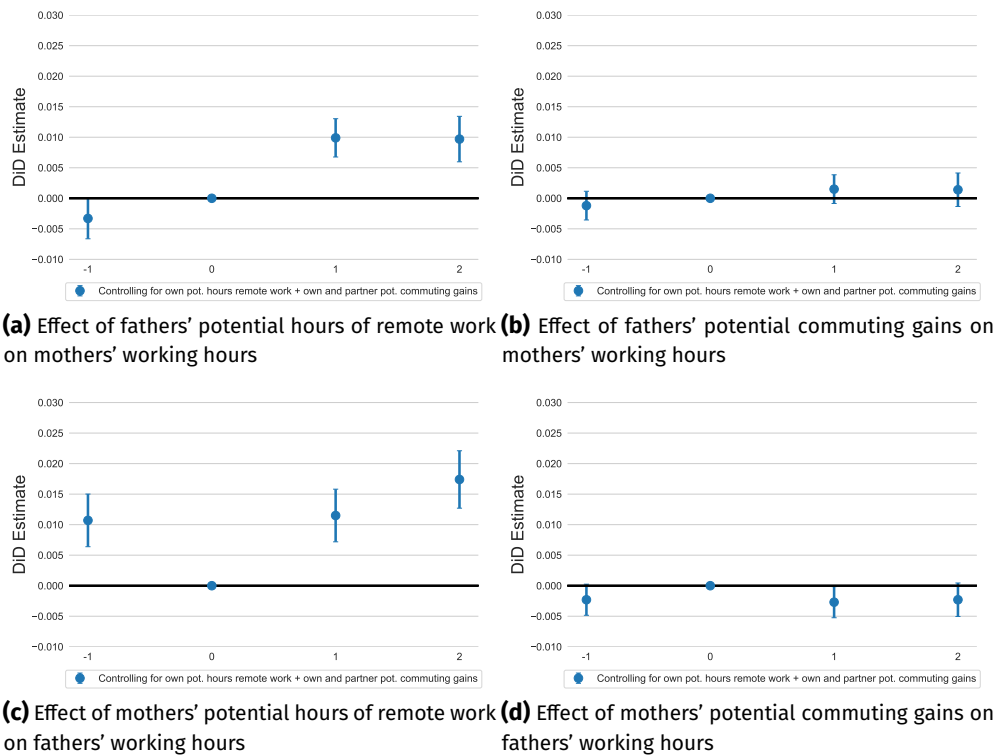 0.030
0.025
0.020
0.015
0.010
0.005
0.000
−0.005
−0.010
DiD Estimate
-1 0 1 2
Controlling for own pot. hours remote work + own and partner pot. commuting gains
(a) Effect of fathers’ potential hours of remote work
on mothers’ working hours
0.030
0.025
0.020
0.015
0.010
0.005
0.000
−0.005
−0.010
DiD Estimate
-1 0 1 2
Controlling for own pot. hours remote work + own and partner pot. commuting gains
(b) Effect of fathers’ potential commuting gains on
mothers’ working hours
0.030
0.025
0.020
0.015
0.010
0.005
0.000
−0.005
−0.010
DiD Estimate
-1 0 1 2
Controlling for own pot. hours remote work + own and partner pot. commuting gains
(c) Effect of mothers’ potential hours of remote work
on fathers’ working hours
0.030
0.025
0.020
0.015
0.010
0.005
0.000
−0.005
−0.010
DiD Estimate
-1 0 1 2
Controlling for own pot. hours remote work + own and partner pot. commuting gains
(d) Effect of mothers’ potential commuting gains on
fathers’ working hours